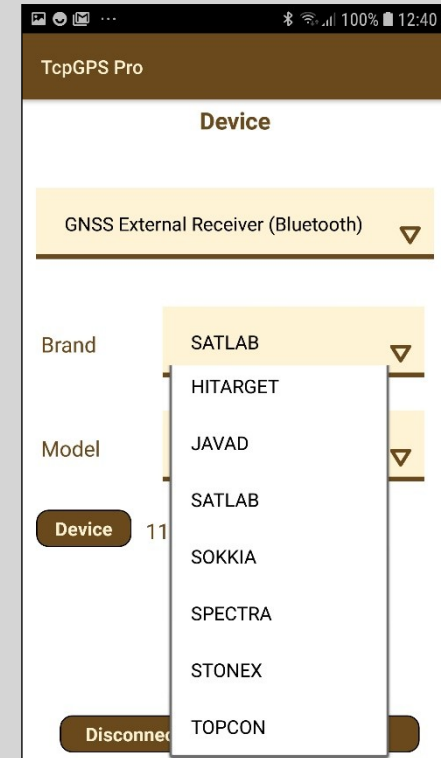 100% 12:40
TcpGPS Pro
Device
GNSS External Receiver (Bluetooth)
Brand SATLAB
HITARGET
Model JAVAD
SATLAB
Device 11
SOKKIA
SPECTRA
STONEX
Disconnec TOPCON